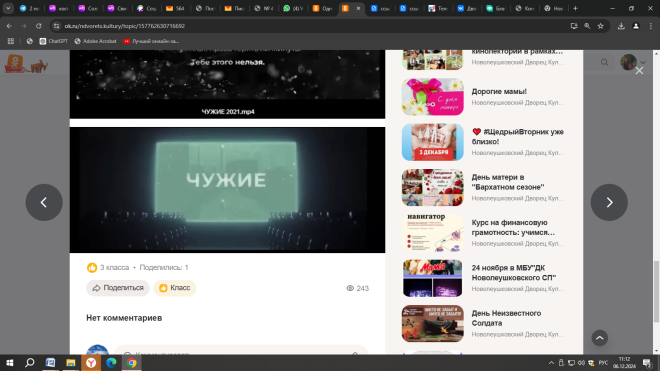 ok.ru/ndvorets.kultury/topic/157762630716692
ChatGPT
Adobe Acrobat
Лучший онлайн-ка...
Тебе этого нельзя.
ЧУЖИЕ 2021.mp4
ЧУЖИЕ
3 класса • Поделились: 1
Поделиться
Класс
243
Нет комментариев
кинолектории в рамках...
Новолеушковский Дворец Кул...
Дорогие мамы!
Новолеушковский Дворец Кул...
3 ДЕКАБРЯ
#ЩедрыйВторник уже
близко!
Новолеушковский Дворец Кул...
День матери в
"Бархатном сезоне"
Новолеушковский Дворец Кул...
навигатор
Курс на финансовую
грамотность: учимся...
Новолеушковский Дворец Кул...
24 ноября в МБУ"ДК
Новолеушковского СП"
Новолеушковский Дворец Кул...
День Неизвестного
Солдата
Новолеушковский Дворец Кул...
РУС
11:12
06.12.2024